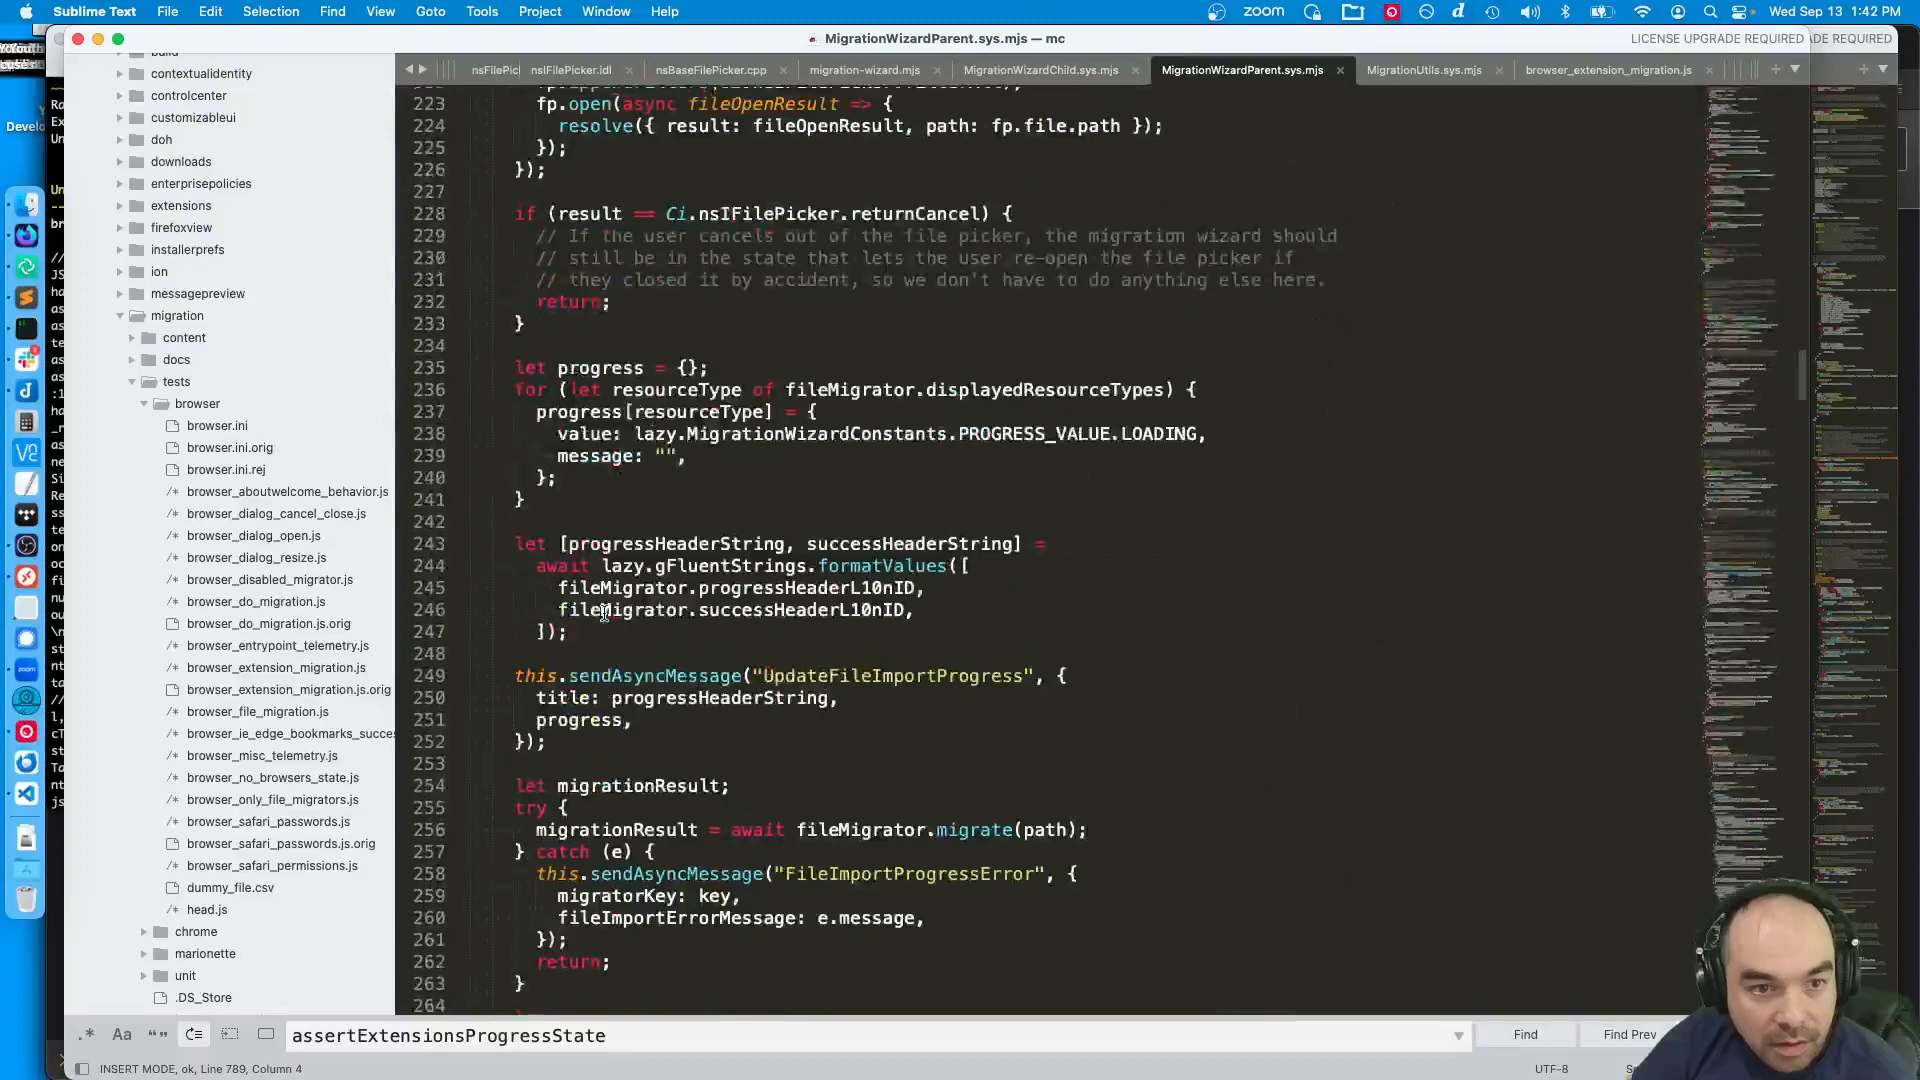 Sublime Text File Edit Selection Find View Goto Tools Project Window Help
zoom
Wed Sep 13 1:42 PM
MigrationWizardParent.sys.mjs — mc
LICENSE UPGRADE REQUIRED
nsFilePic nsIFilePicker.idl nsBaseFilePicker.cpp migration-wizard.mjs MigrationWizardChild.sys.mjs MigrationWizardParent.sys.mjs MigrationUtils.sys.mjs browser_extension_migration.js
contextualidentity
controlcenter
customizableui
doh
downloads
enterprisepolicies
extensions
firefoxview
installerprefs
ion
messagepreview
migration
content
docs
tests
browser
browser.ini
browser.ini.orig
browser.ini.rej
/* browser_aboutwelcome_behavior.js
/* browser_dialog_cancel_close.js
/* browser_dialog_open.js
/* browser_dialog_resize.js
/* browser_disabled_migrator.js
/* browser_do_migration.js
/* browser_do_migration.js.orig
/* browser_entrypoint_telemetry.js
/* browser_extension_migration.js
/* browser_extension_migration.js.orig
/* browser_file_migration.js
/* browser_ie_edge_bookmarks_succes
/* browser_misc_telemetry.js
/* browser_no_browsers_state.js
/* browser_only_file_migrators.js
/* browser_safari_passwords.js
/* browser_safari_passwords.js.orig
/* browser_safari_permissions.js
dummy_file.csv
/* head.js
chrome
marionette
unit
.DS_Store
223 fp.open(async fileOpenResult => {
224 resolve({ result: fileOpenResult, path: fp.file.path });
225 });
226 });
227
228 if (result == Ci.nsIFilePicker.returnCancel) {
229 // If the user cancels out of the file picker, the migration wizard should
230 // still be in the state that lets the user re-open the file picker if
231 // they closed it by accident, so we don't have to do anything else here.
232 return;
233 }
234
235 let progress = {};
236 for (let resourceType of fileMigrator.displayedResourceTypes) {
237 progress[resourceType] = {
238 value: lazy.MigrationWizardConstants.PROGRESS_VALUE.LOADING,
239 message: "",
240 };
241 }
242
243 let [progressHeaderString, successHeaderString] =
244 await lazy.gFluentStrings.formatValues([
245 fileMigrator.progressHeaderL10nID,
246 fileMigrator.successHeaderL10nID,
247 ]);
248
249 this.sendAsyncMessage("UpdateFileImportProgress", {
250 title: progressHeaderString,
251 progress,
252 });
253
254 let migrationResult;
255 try {
256 migrationResult = await fileMigrator.migrate(path);
257 } catch (e) {
258 this.sendAsyncMessage("FileImportProgressError", {
259 migratorKey: key,
260 fileImportErrorMessage: e.message,
261 });
262 return;
263 }
264
.* Aa assertExtensionsProgressState Find Find Prev
INSERT MODE, ok, Line 789, Column 4
UTF-8